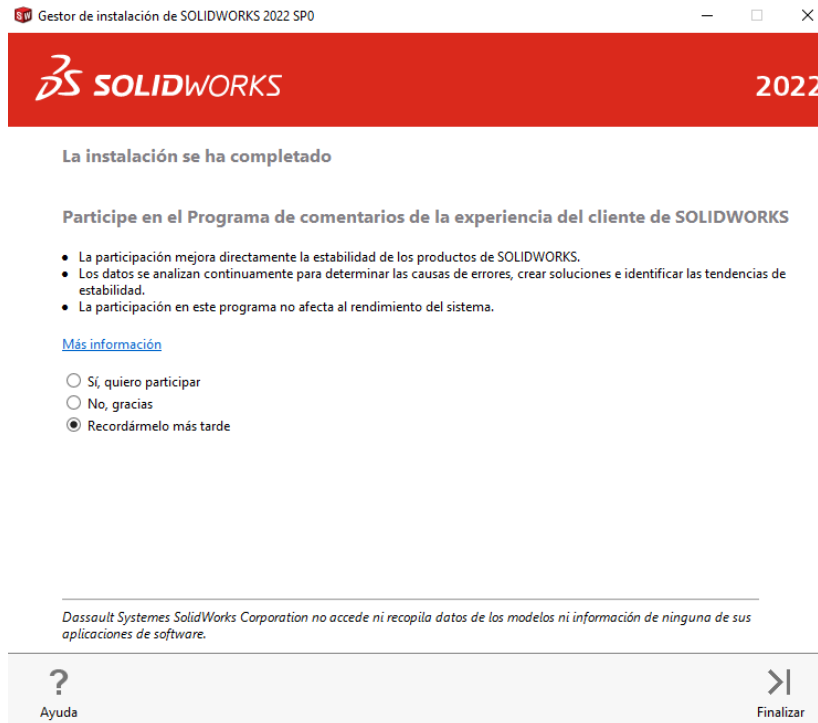 Gestor de instalación de SOLIDWORKS 2022 SP0
SOLIDWORKS
2022
La instalación se ha completado
Participe en el Programa de comentarios de la experiencia del cliente de SOLIDWORKS
• La participación mejora directamente la estabilidad de los productos de SOLIDWORKS.
• Los datos se analizan continuamente para determinar las causas de errores, crear soluciones e identificar las tendencias de
estabilidad.
• La participación en este programa no afecta al rendimiento del sistema.
Más información
Sí, quiero participar
No, gracias
Recordármelo más tarde
Dassault Systemes SolidWorks Corporation no accede ni recopila datos de los modelos ni información de ninguna de sus
aplicaciones de software.
?
Ayuda
Finalizar